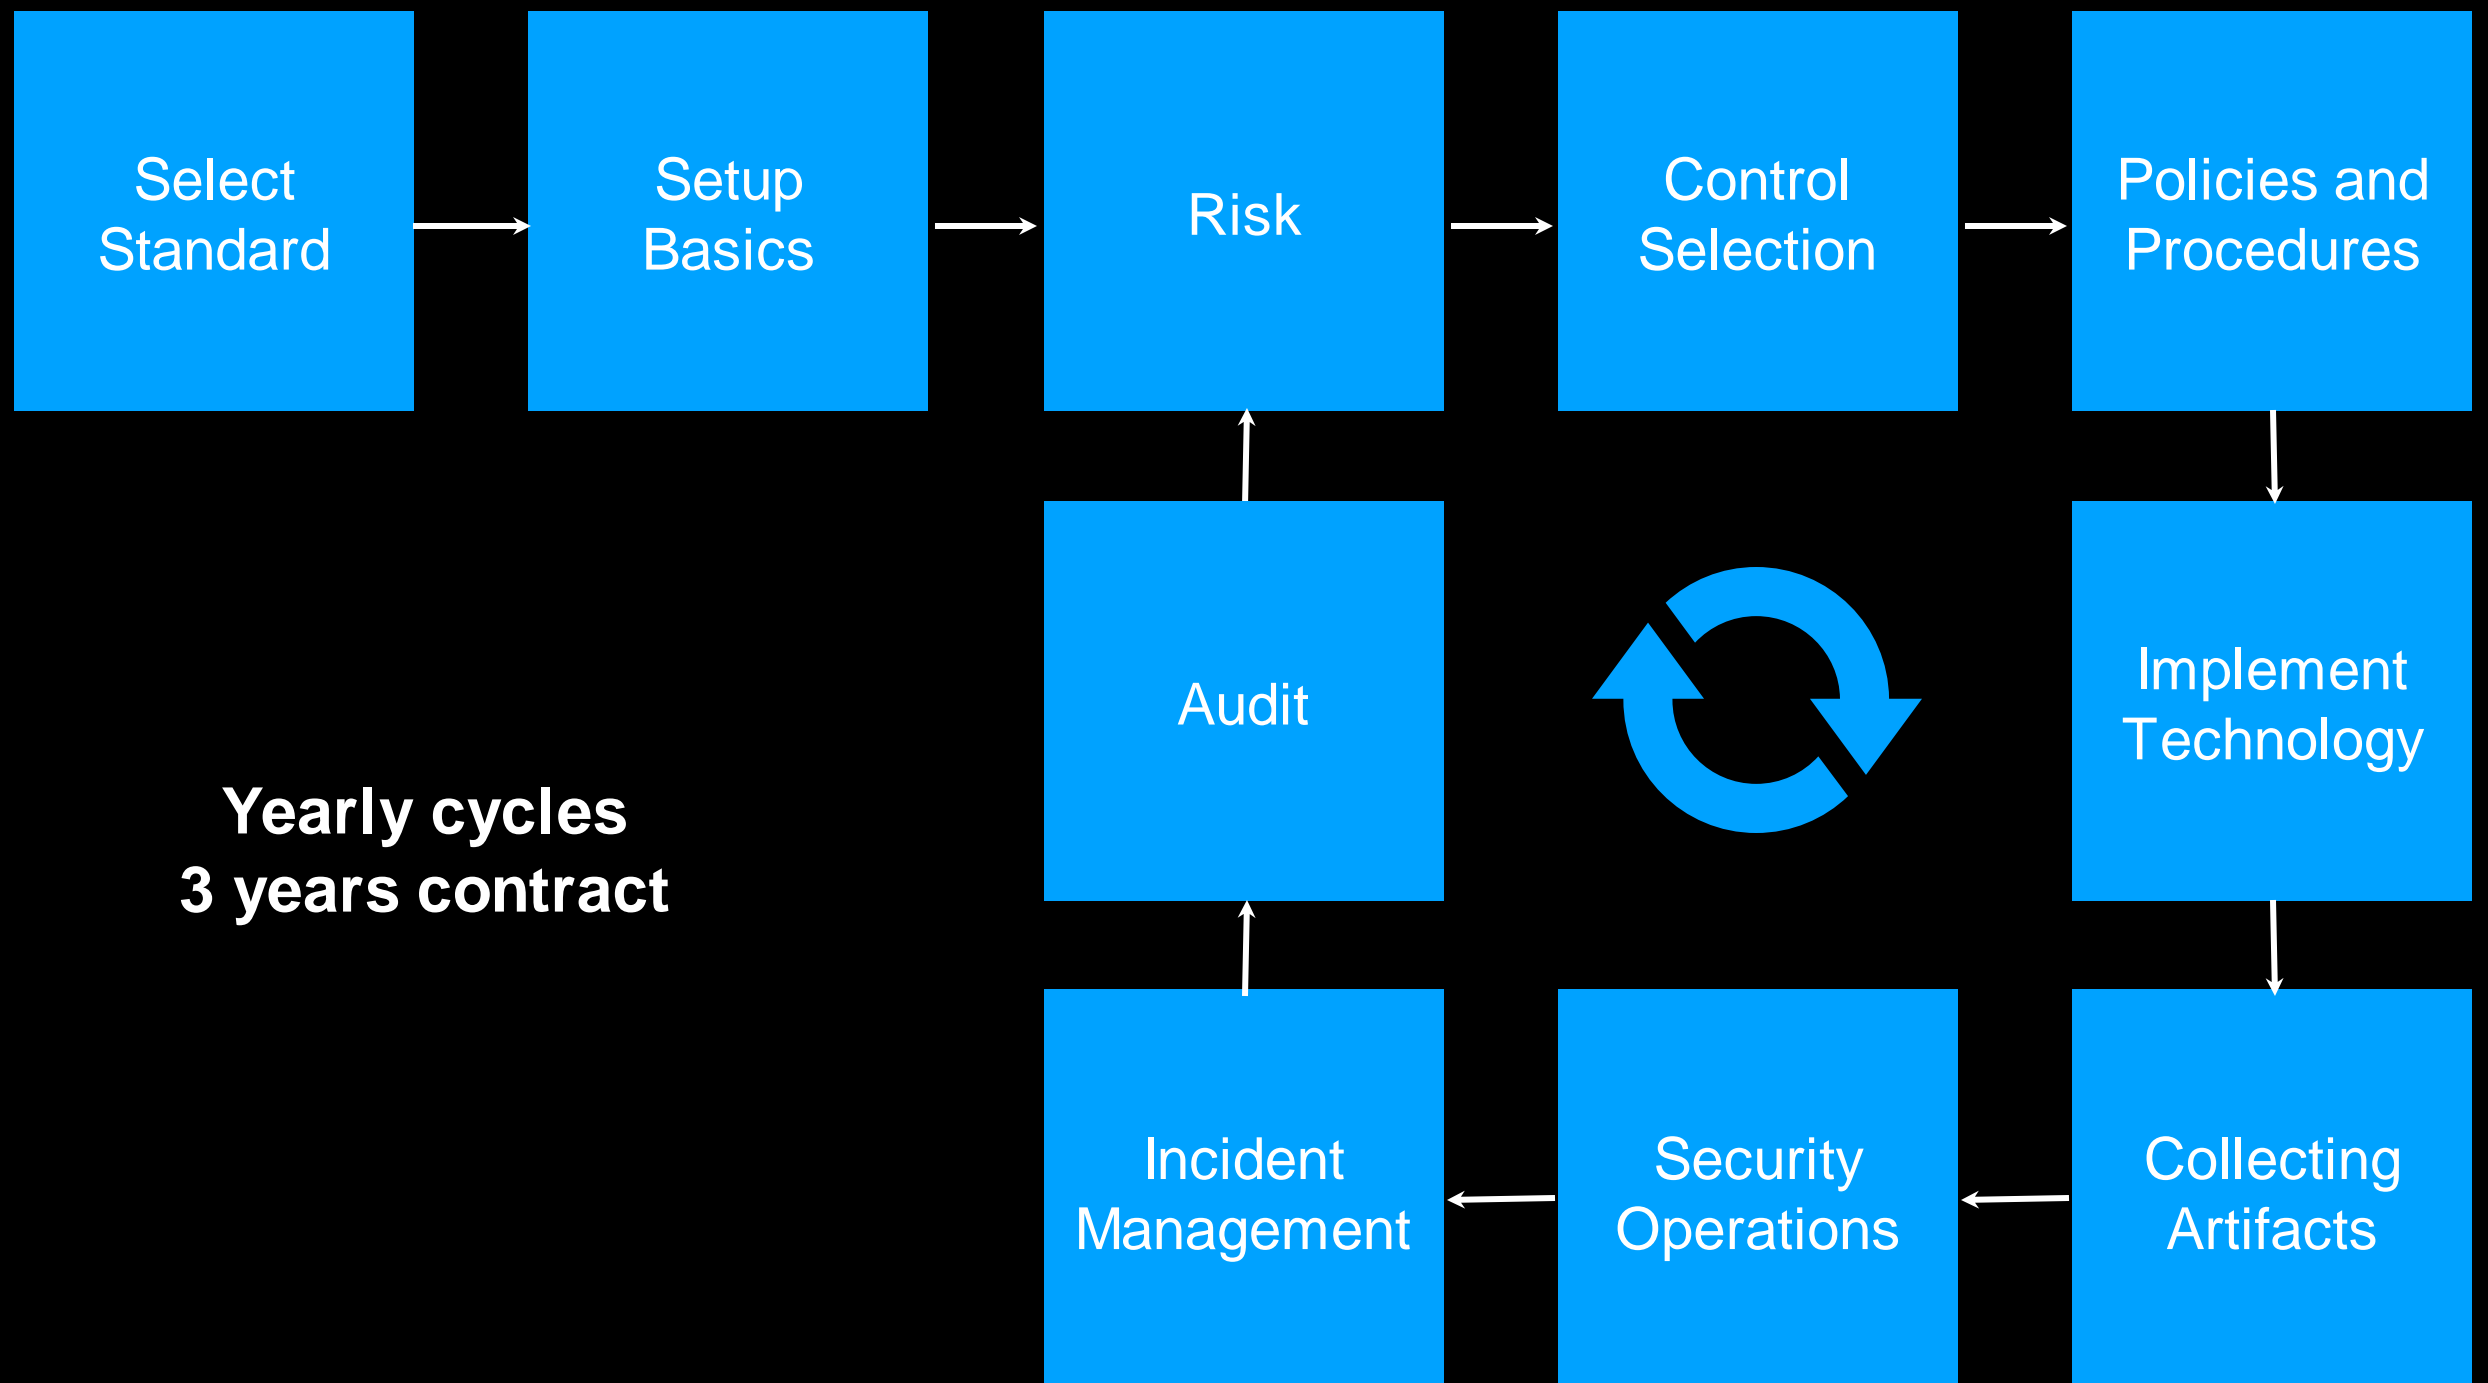 Select
Standard
Setup
Basics
Risk
Control
Selection
Policies and
Procedures
Audit
Implement
Technology
Yearly cycles
3 years contract
Incident
Management
Security
Operations
Collecting
Artifacts